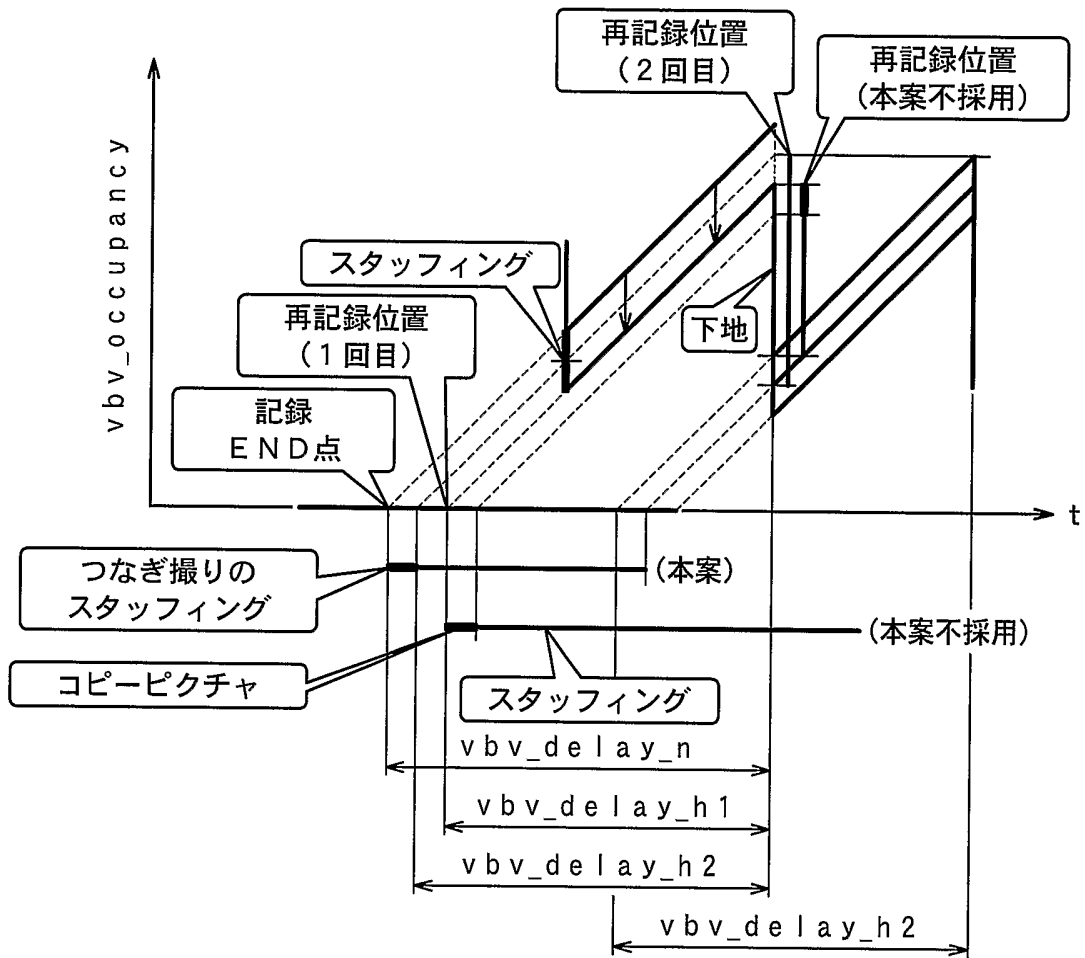 再記録位置
(2回目)
再記録位置
(本案不採用)
vbv_occupancy
スタッフィング
再記録位置
(1回目)
下地
記録
END点
t
つなぎ撮りの
スタッフィング
(本案)
(本案不採用)
コピーピクチャ
スタッフィング
vbv_delay_n
vbv_delay_h1
vbv_delay_h2
vbv_delay_h2